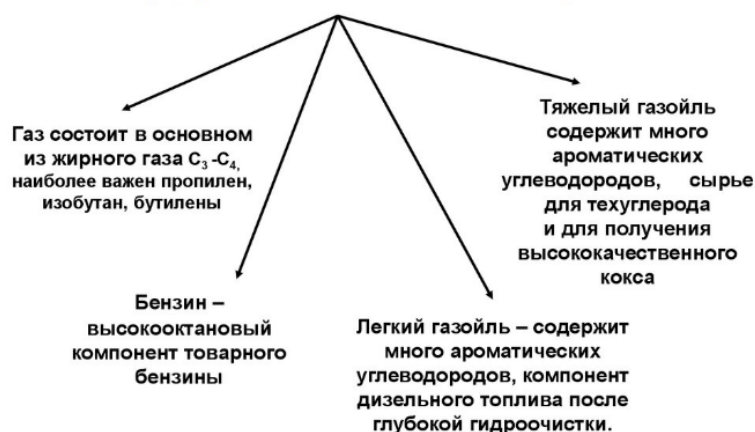 Газ состоит в основном
из жирного газа С₃ -С₄,
наиболее важен пропилен,
изобутан, бутилены
Бензин –
высокооктановый
компонент товарного
бензины
Легкий газойль – содержит
много ароматических
углеводородов, компонент
дизельного топлива после
глубокой гидроочистки.
Тяжелый газойль
содержит много
ароматических
углеводородов, сырье
для техуглерода
и для получения
высококачественного
кокса